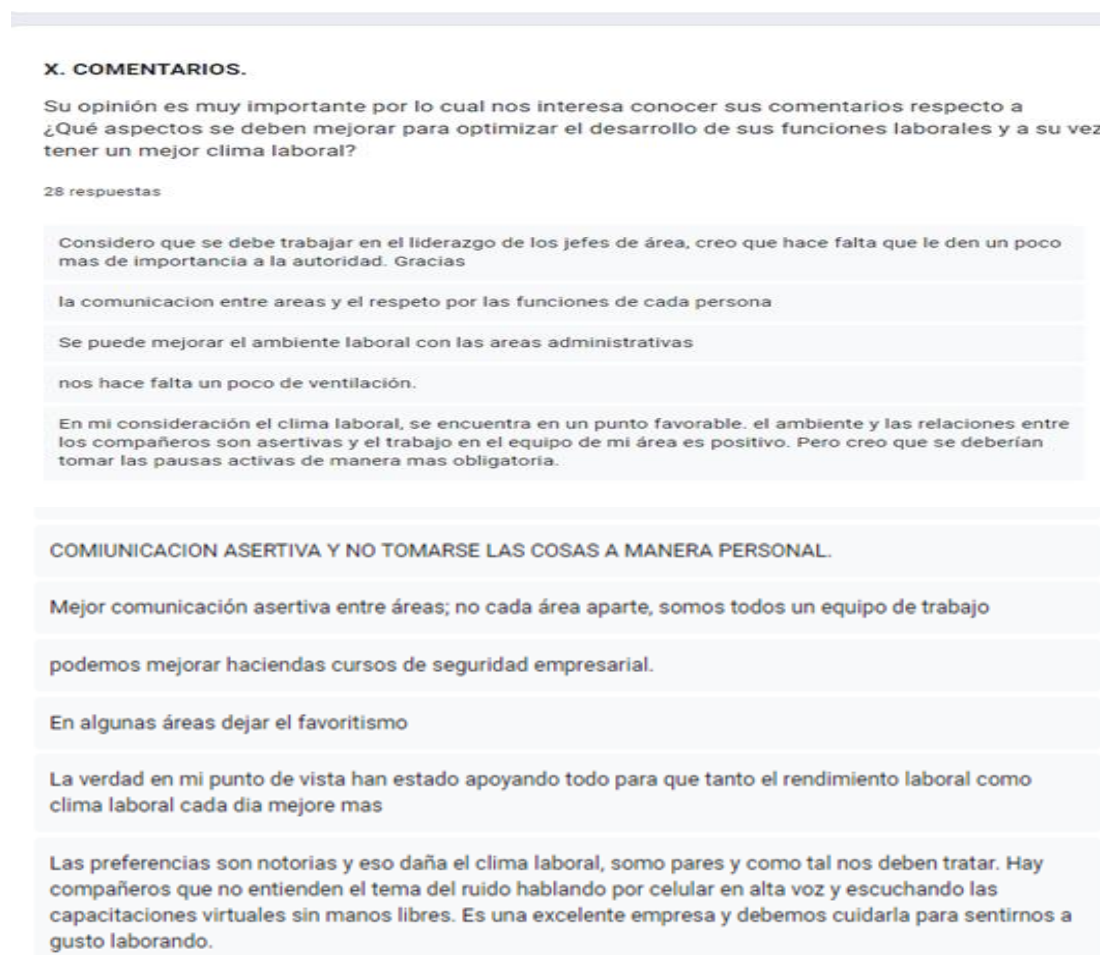 X. COMENTARIOS.
Su opinión es muy importante por lo cual nos interesa conocer sus comentarios respecto a
¿Qué aspectos se deben mejorar para optimizar el desarrollo de sus funciones laborales y a su vez
tener un mejor clima laboral?
28 respuestas
Considero que se debe trabajar en el liderazgo de los jefes de área, creo que hace falta que le den un poco
mas de importancia a la autoridad. Gracias
la comunicacion entre areas y el respeto por las funciones de cada persona
Se puede mejorar el ambiente laboral con las areas administrativas
nos hace falta un poco de ventilación.
En mi consideración el clima laboral, se encuentra en un punto favorable. el ambiente y las relaciones entre
los compañeros son asertivas y el trabajo en el equipo de mi área es positivo. Pero creo que se deberían
tomar las pausas activas de manera mas obligatoria.
COMIUNICACION ASERTIVA Y NO TOMARSE LAS COSAS A MANERA PERSONAL.
Mejor comunicación asertiva entre áreas; no cada área aparte, somos todos un equipo de trabajo
podemos mejorar haciendas cursos de seguridad empresarial.
En algunas áreas dejar el favoritismo
La verdad en mi punto de vista han estado apoyando todo para que tanto el rendimiento laboral como
clima laboral cada dia mejore mas
Las preferencias son notorias y eso daña el clima laboral, somo pares y como tal nos deben tratar. Hay
compañeros que no entienden el tema del ruido hablando por celular en alta voz y escuchando las
capacitaciones virtuales sin manos libres. Es una excelente empresa y debemos cuidarla para sentirnos a
gusto laborando.